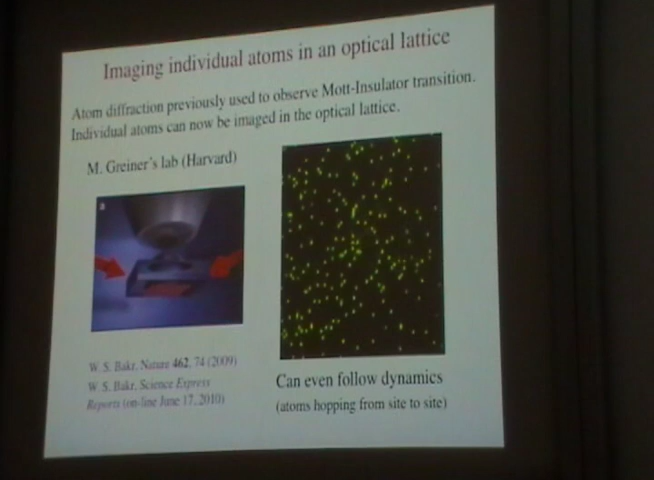 Imaging individual atoms in an optical lattice
Atom diffraction previously used to observe Mott-Insulator transition.
Individual atoms can now be imaged in the optical lattice.
M. Greiner's lab (Harvard)
a
W. S. Bakr, Nature 462, 74 (2009)
W. S. Bakr, Science Express
Reports (on-line June 17, 2010)
Can even follow dynamics
(atoms hopping from site to site)